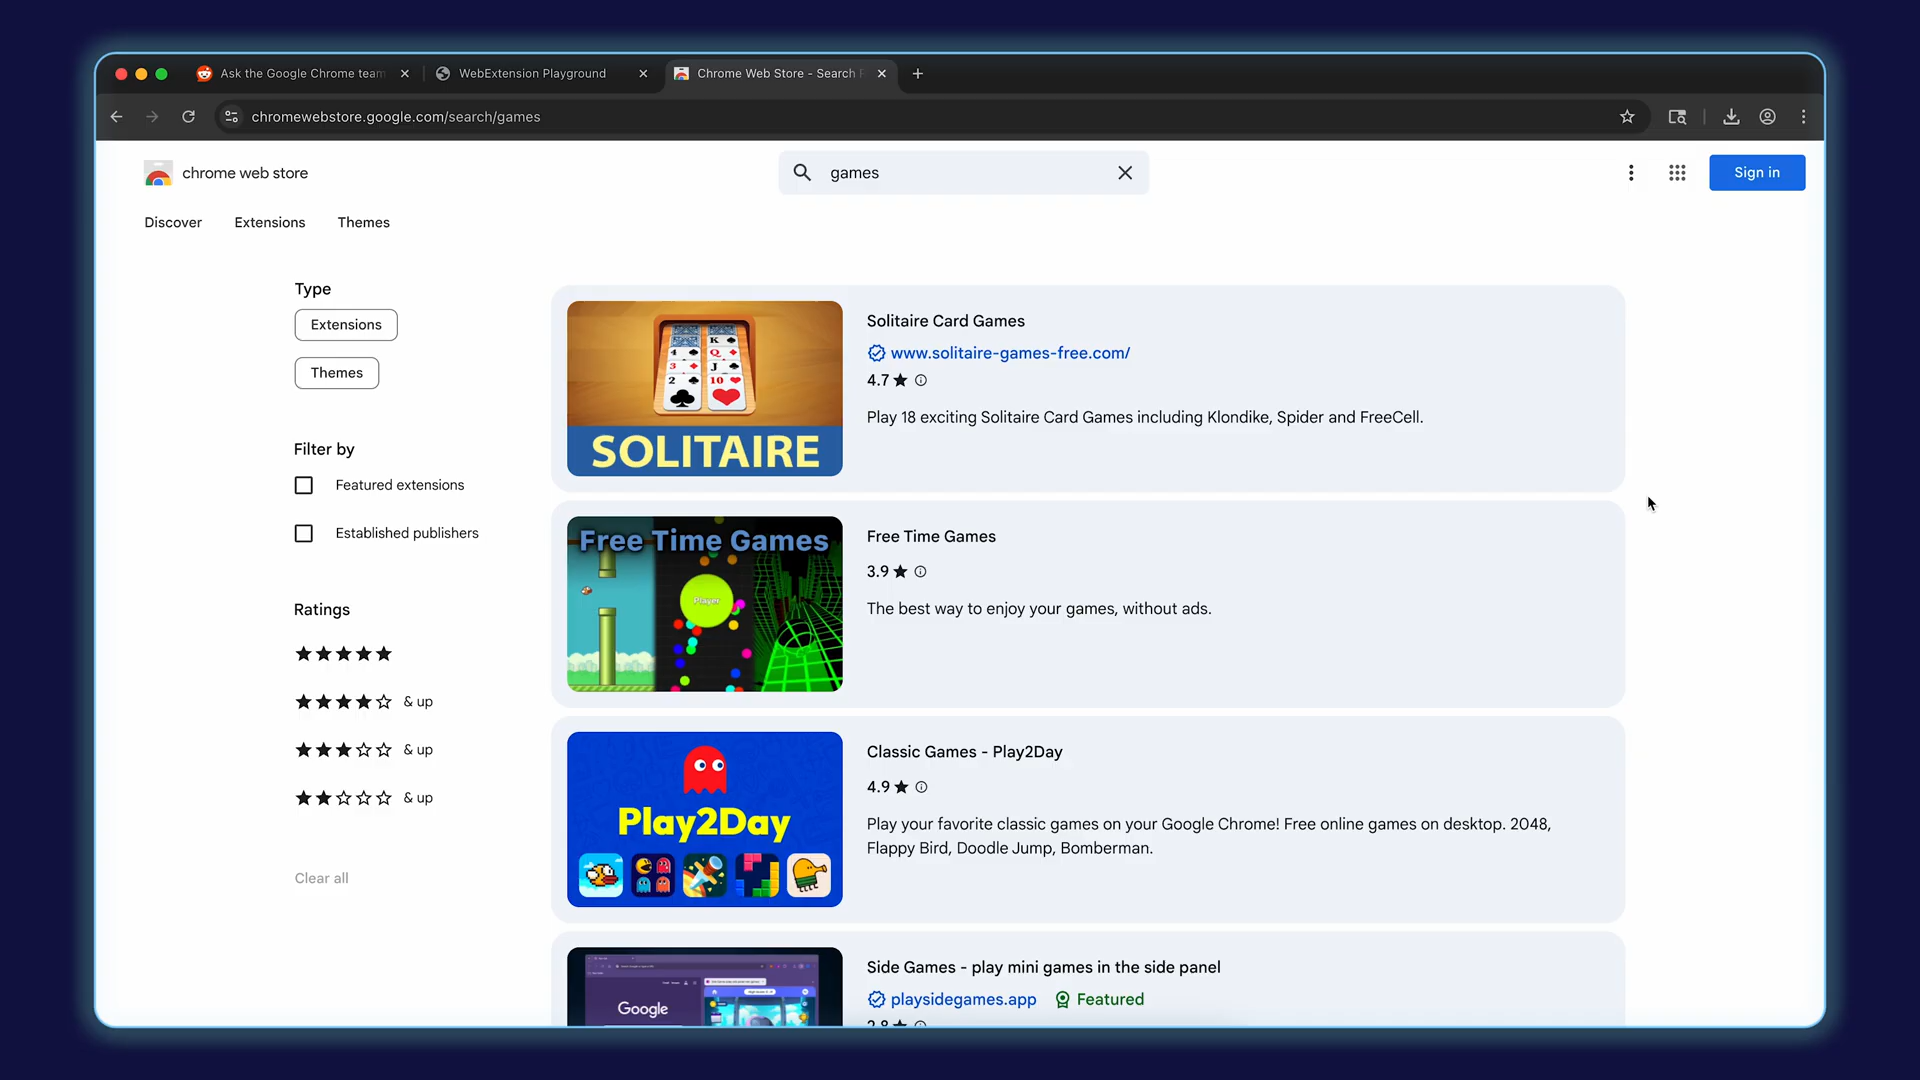 Ask the Google Chrome team
WebExtension Playground
Chrome Web Store - Search
chromewebstore.google.com/search/games
chrome web store
games
Sign in
Discover
Extensions
Themes
Type
Extensions
Themes
Filter by
Featured extensions
Established publishers
Ratings
& up
& up
& up
Clear all
SOLITAIRE
Solitaire Card Games
www.solitaire-games-free.com/
4.7
Play 18 exciting Solitaire Card Games including Klondike, Spider and FreeCell.
Free Time Games
Player
Free Time Games
3.9
The best way to enjoy your games, without ads.
Play2Day
Classic Games - Play2Day
4.9
Play your favorite classic games on your Google Chrome! Free online games on desktop. 2048,
Flappy Bird, Doodle Jump, Bomberman.
Google
Side Games - play mini games in the side panel
playsidegames.app
Featured